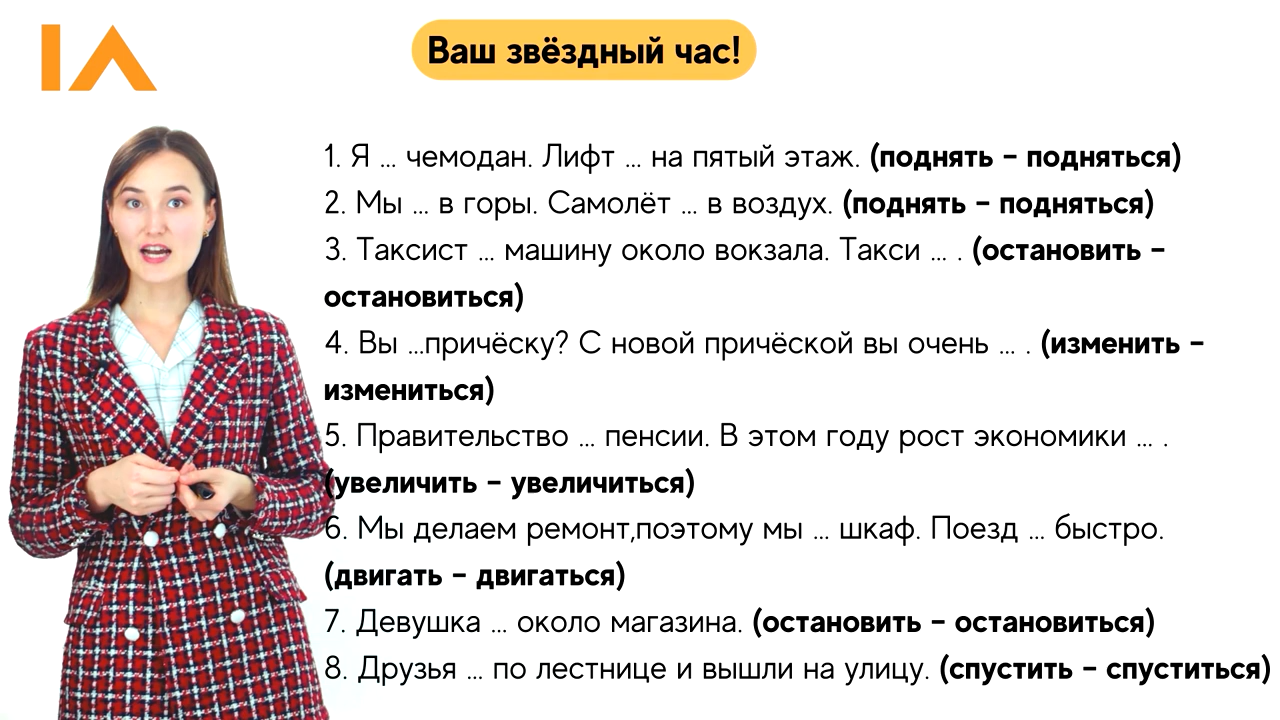 Ваш звёздный час!
1. Я ... чемодан. Лифт ... на пятый этаж. (поднять – подняться)
2. Мы ... в горы. Самолёт ... в воздух. (поднять – подняться)
3. Таксист ... машину около вокзала. Такси ... . (остановить –
остановиться)
4. Вы ...причёску? С новой причёской вы очень ... . (изменить –
измениться)
5. Правительство ... пенсии. В этом году рост экономики ... .
(увеличить – увеличиться)
6. Мы делаем ремонт,поэтому мы ... шкаф. Поезд ... быстро.
(двигать – двигаться)
7. Девушка ... около магазина. (остановить – остановиться)
8. Друзья ... по лестнице и вышли на улицу. (спустить – спуститься)